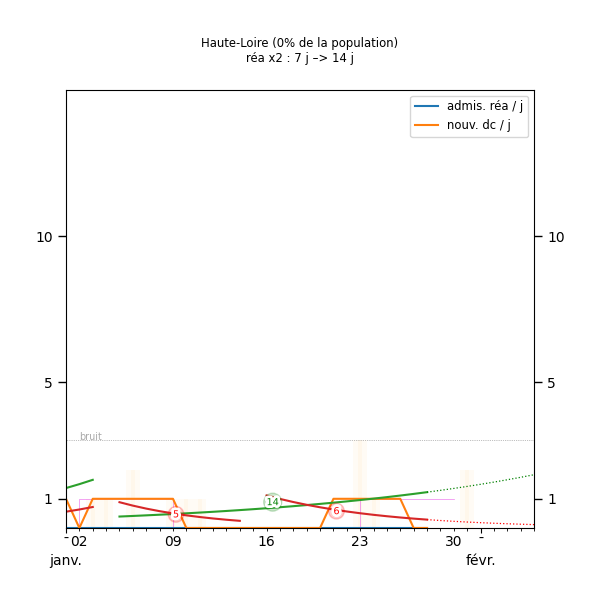 Haute-Loire (0% de la population)
réa x2 : 7 j –> 14 j
admis. réa / j
nouv. dc / j
10 10
5 5
bruit
1 1
14
5 6
02 09 16 23 30
janv. févr.